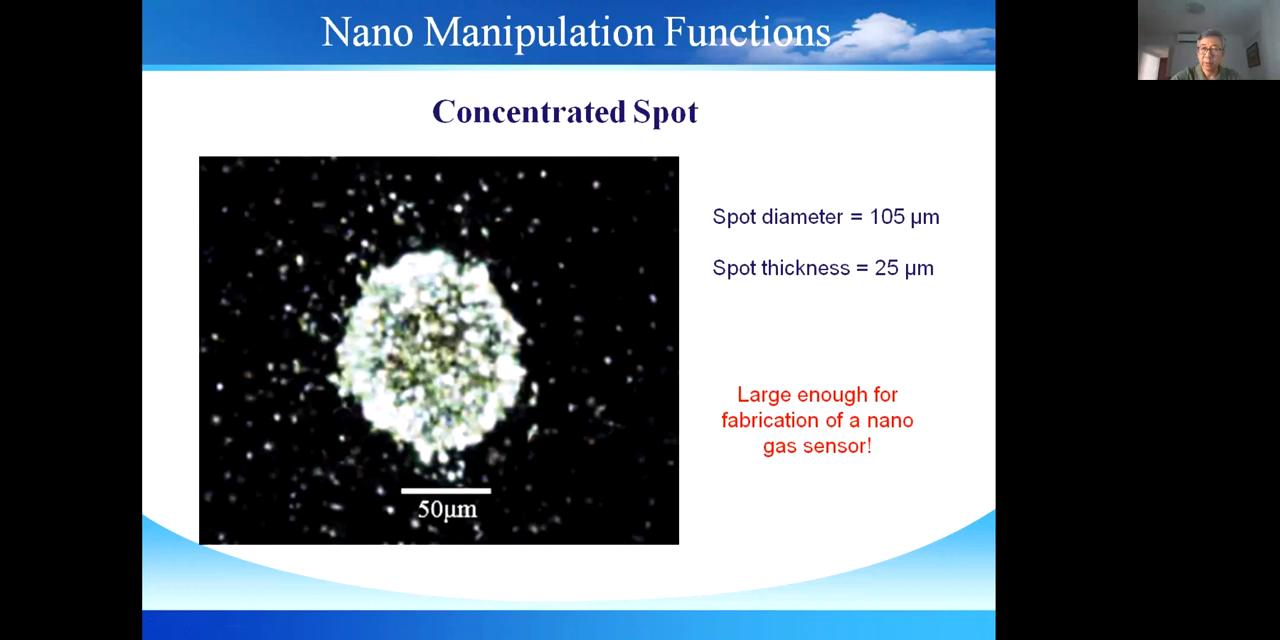 Nano Manipulation Functions
Concentrated Spot
Spot diameter = 105 μm
Spot thickness = 25 μm
Large enough for
fabrication of a nano
gas sensor!
50μm